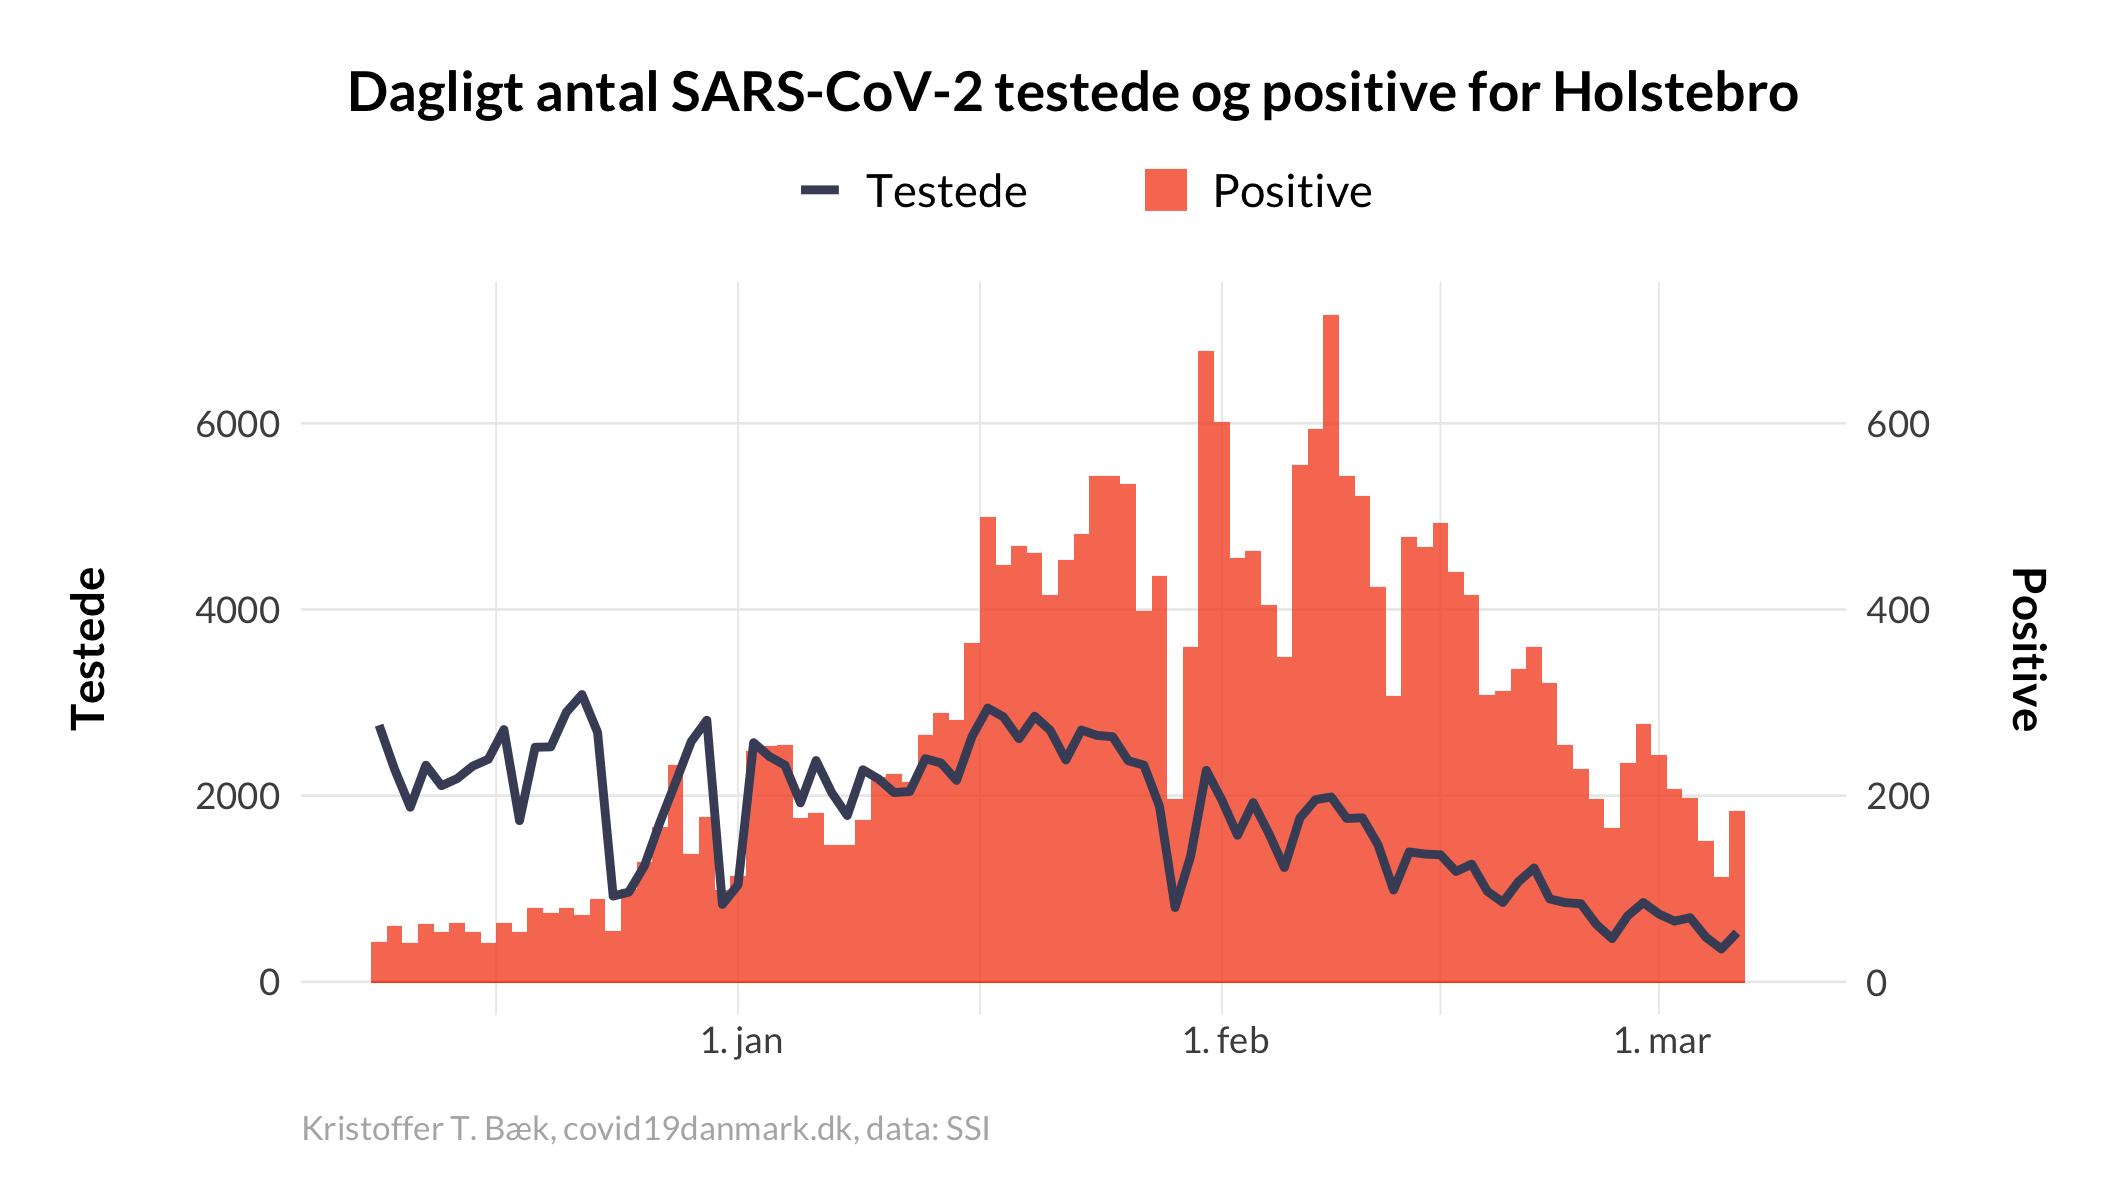 Dagligt antal SARS-CoV-2 testede og positive for Holstebro
Testede
Positive
6000
4000
2000
0
600
400
200
0
Testede
Positive
1. jan
1. feb
1. mar
Kristoffer T. Bæk, covid19danmark.dk, data: SSI